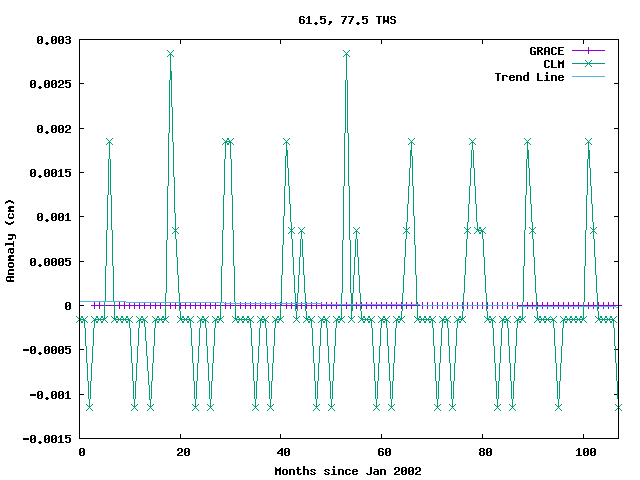 61.5, 77.5 TWS
GRACE
CLM
Trend Line
0.003
0.0025
0.002
0.0015
0.001
0.0005
0
-0.0005
-0.001
-0.0015
Anomaly (cm)
0 20 40 60 80 100
Months since Jan 2002